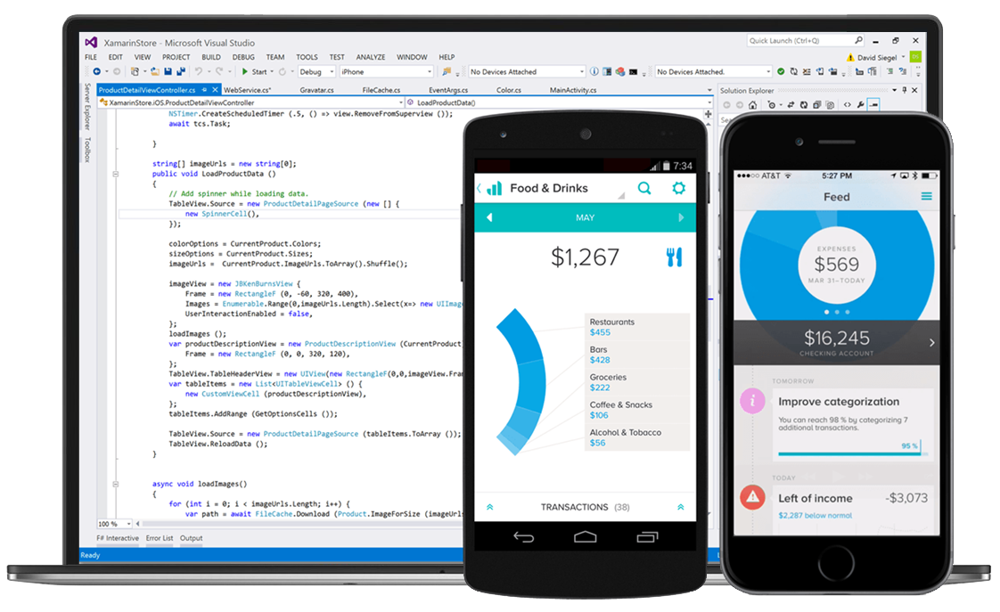 XamarinStore - Microsoft Visual Studio
Quick Launch (Ctrl+Q)
FILE EDIT VIEW PROJECT BUILD DEBUG TEAM TOOLS TEST ANALYZE WINDOW HELP
David Siegel
Start Debug iPhone No Devices Attached No Devices Attached.
Server Explorer
Toolbox
ProductDetailViewController.cs WebService.cs* Gravatar.cs FileCache.cs EventArgs.cs Color.cs MainActivity.cs
Solution Explorer
XamarinStore.iOS.ProductDetailViewController LoadProductData()
NSTimer.CreateScheduledTimer (.5, () => view.RemoveFromSuperview ());
await tcs.Task;
}
string[] imageUrls = new string[0];
public void LoadProductData ()
{
// Add spinner while loading data.
TableView.Source = new ProductDetailPageSource (new [] {
new SpinnerCell(),
});
colorOptions = CurrentProduct.Colors;
sizeOptions = CurrentProduct.Sizes;
imageUrls = CurrentProduct.ImageUrls.ToArray().Shuffle();
imageView = new JBKenBurnsView {
Frame = new RectangleF (0, -60, 320, 400),
Images = Enumerable.Range(0,imageUrls.Length).Select(x=> new UIImag
UserInteractionEnabled = false,
};
loadImages ();
var productDescriptionView = new ProductDescriptionView (CurrentProduct)
Frame = new RectangleF (0, 0, 320, 120),
};
TableView.TableHeaderView = new UIView(new RectangleF(0,0,imageView.Fram
var tableItems = new List<UITableViewCell> () {
new CustomViewCell (productDescriptionView),
};
tableItems.AddRange (GetOptionsCells ());
TableView.Source = new ProductDetailPageSource (tableItems.ToArray ());
TableView.ReloadData ();
}
async void loadImages()
{
for (int i = 0; i < imageUrls.Length; i++) {
var path = await FileCache.Download (Product.ImageForSize (imageUrls
100 %
F# Interactive Error List Output
Ready
7:34
Food & Drinks
MAY
$1,267
Restaurants
$455
Bars
$428
Groceries
$222
Coffee & Snacks
$106
Alcohol & Tobacco
$56
TRANSACTIONS (38)
AT&T 5:27 PM
Feed
EXPENSES
$569
MAR 31–TODAY
$16,245
CHECKING ACCOUNT
TOMORROW
Improve categorization
You can reach 98 % by categorizing 7
additional transactions.
95 %
TODAY
Left of income -$3,073
$2,287 below normal